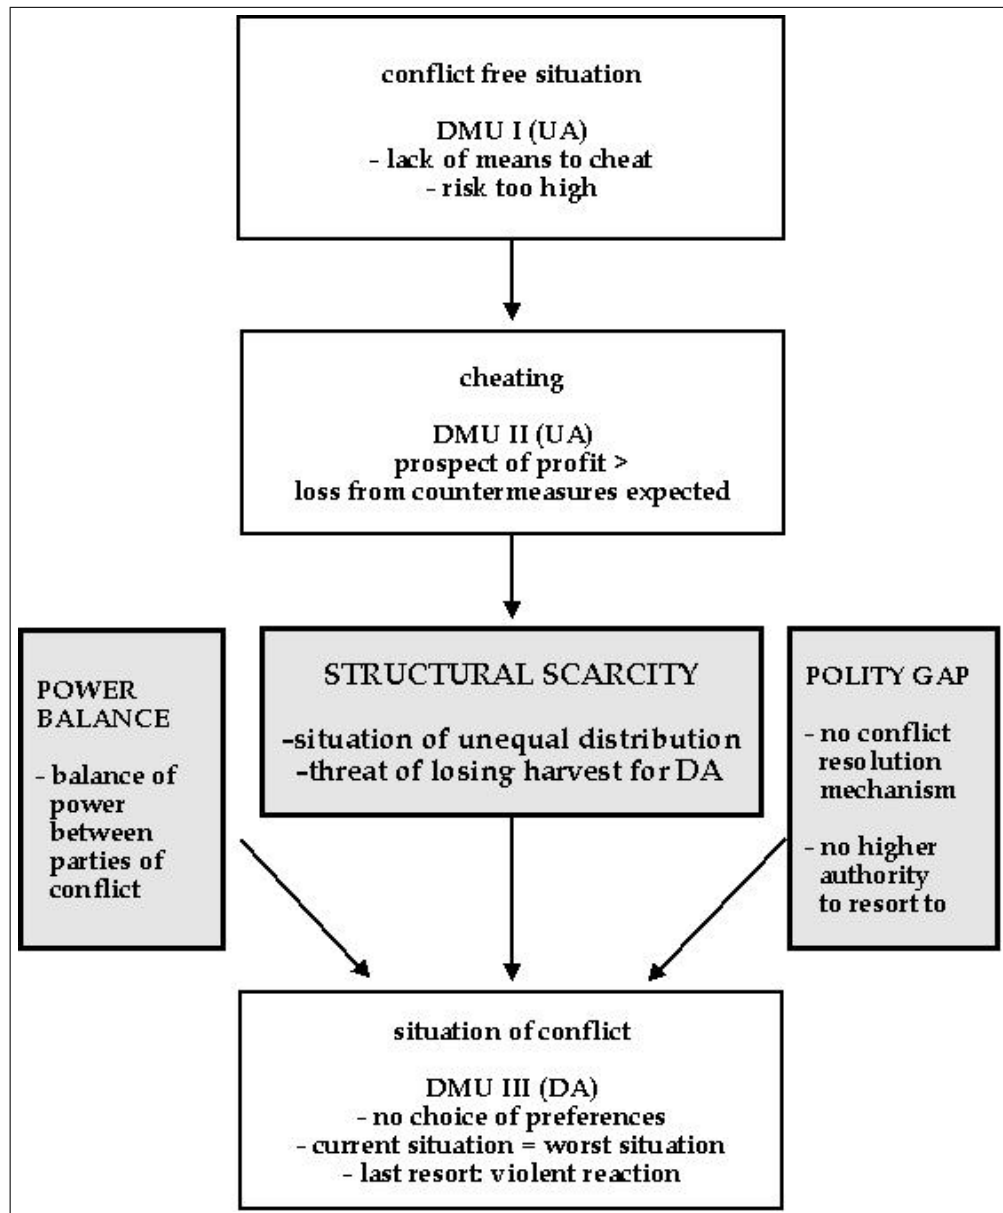 conflict free situation
DMU I (UA)
- lack of means to cheat
- risk too high
cheating
DMU II (UA)
prospect of profit >
loss from countermeasures expected
POWER
BALANCE
- balance of
power
between
parties of
conflict
STRUCTURAL SCARCITY
-situation of unequal distribution
-threat of losing harvest for DA
POLITY GAP
- no conflict
resolution
mechanism
- no higher
authority
to resort to
situation of conflict
DMU III (DA)
- no choice of preferences
- current situation = worst situation
- last resort: violent reaction